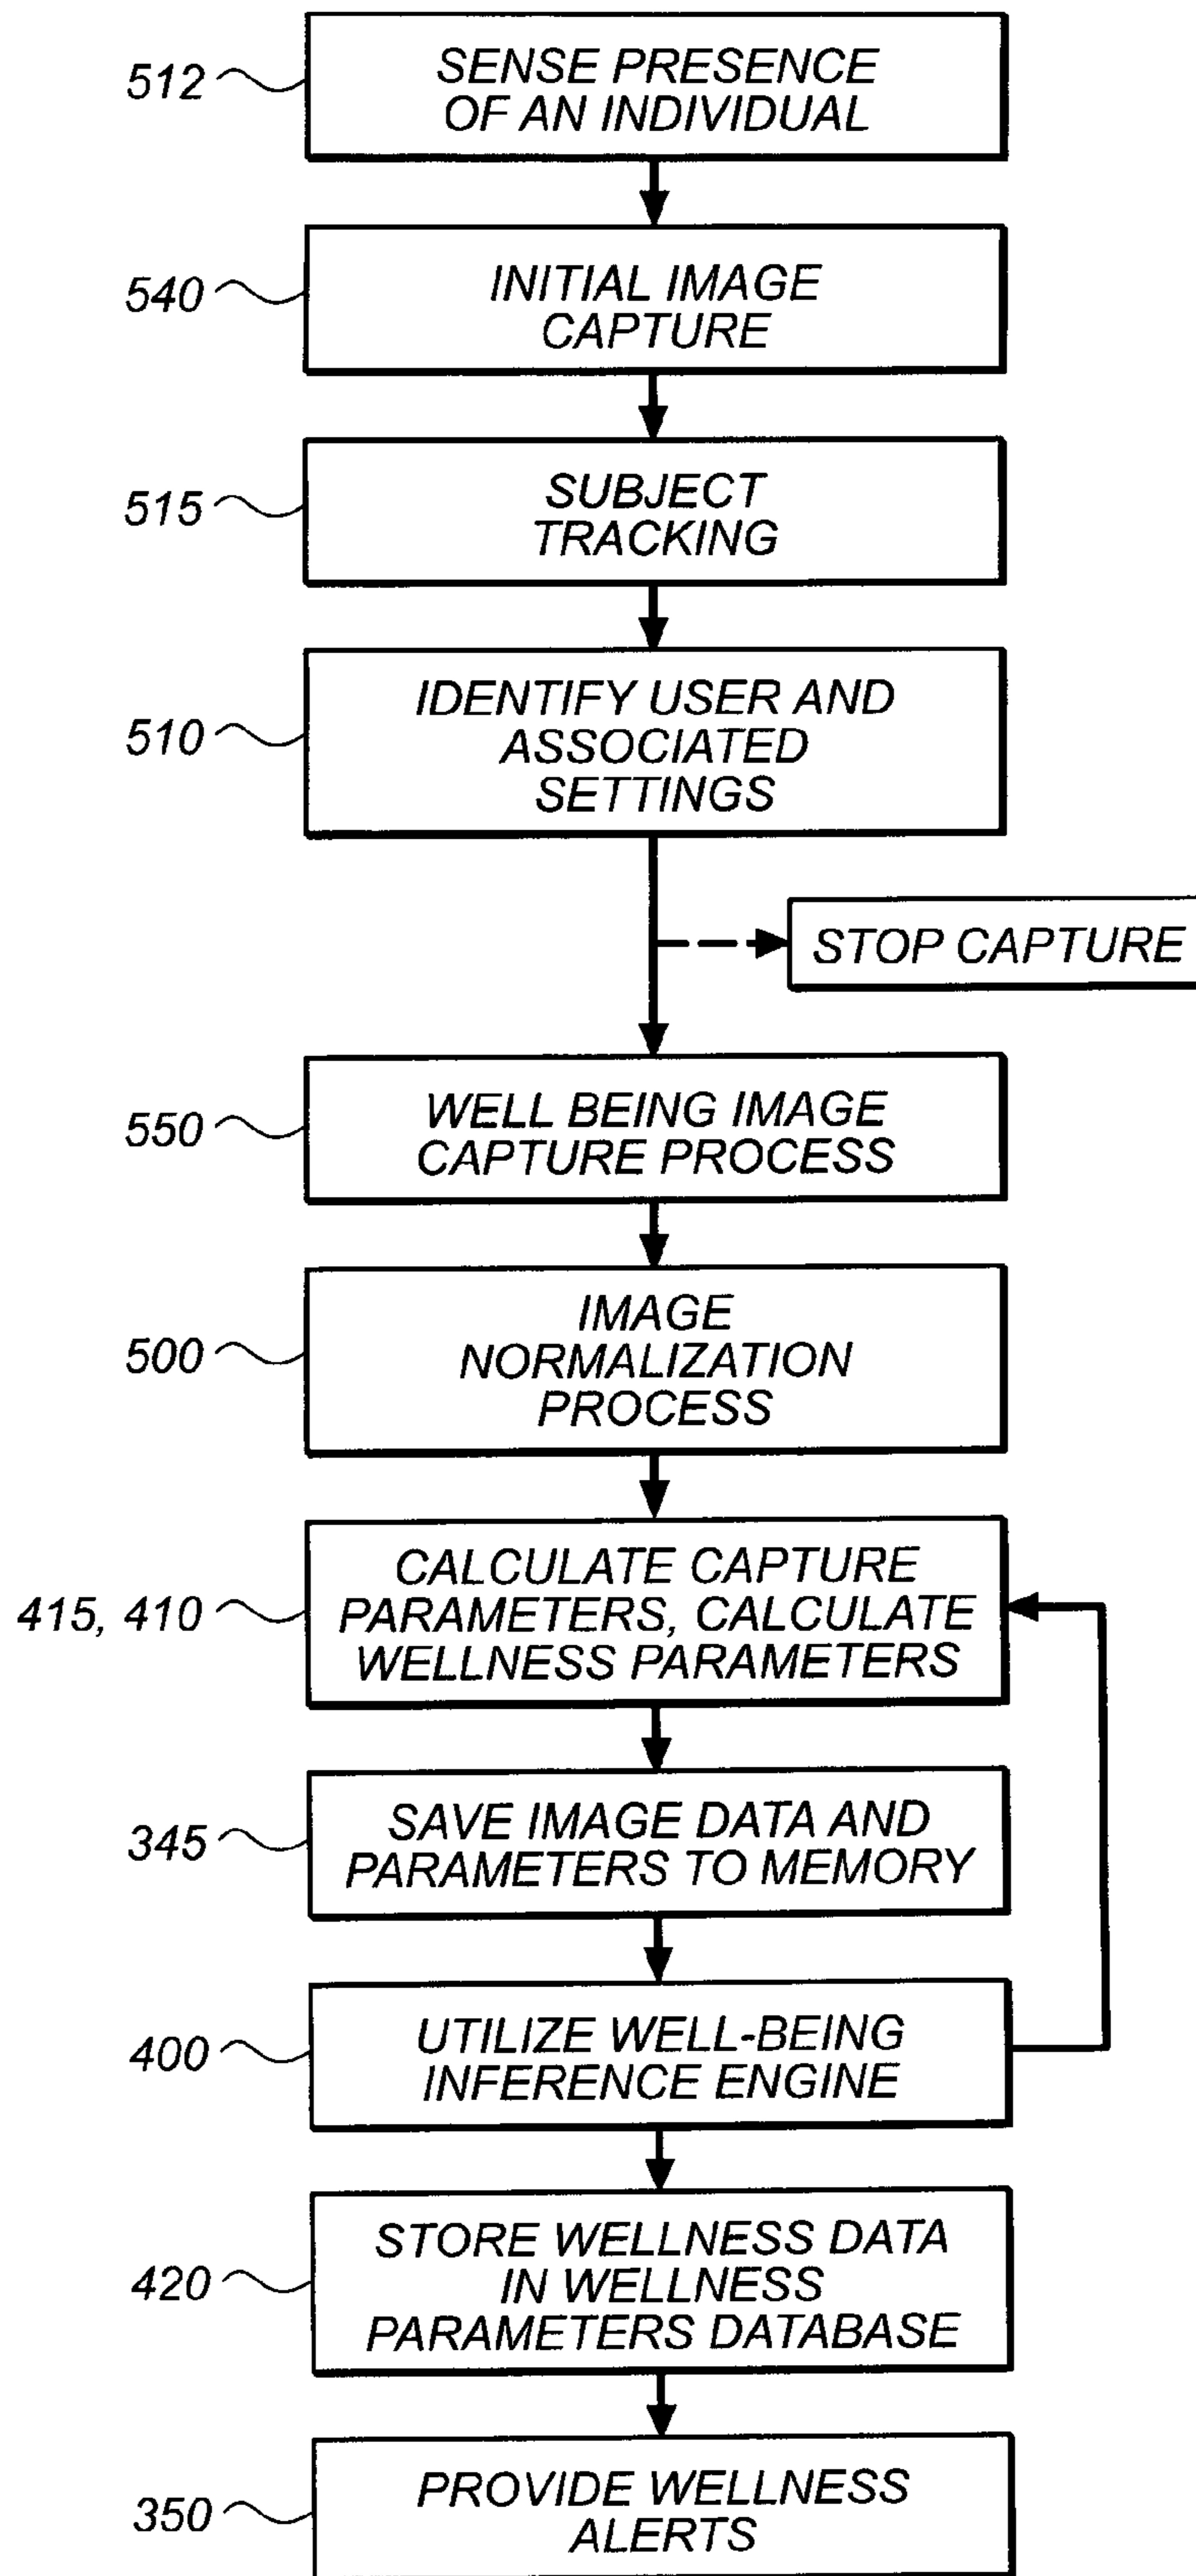 512
SENSE PRESENCE
OF AN INDIVIDUAL
540
INITIAL IMAGE
CAPTURE
515
SUBJECT
TRACKING
510
IDENTIFY USER AND
ASSOCIATED
SETTINGS
STOP CAPTURE
550
WELL BEING IMAGE
CAPTURE PROCESS
500
IMAGE
NORMALIZATION
PROCESS
415, 410
CALCULATE CAPTURE
PARAMETERS, CALCULATE
WELLNESS PARAMETERS
345
SAVE IMAGE DATA AND
PARAMETERS TO MEMORY
400
UTILIZE WELL-BEING
INFERENCE ENGINE
420
STORE WELLNESS DATA
IN WELLNESS
PARAMETERS DATABASE
350
PROVIDE WELLNESS
ALERTS